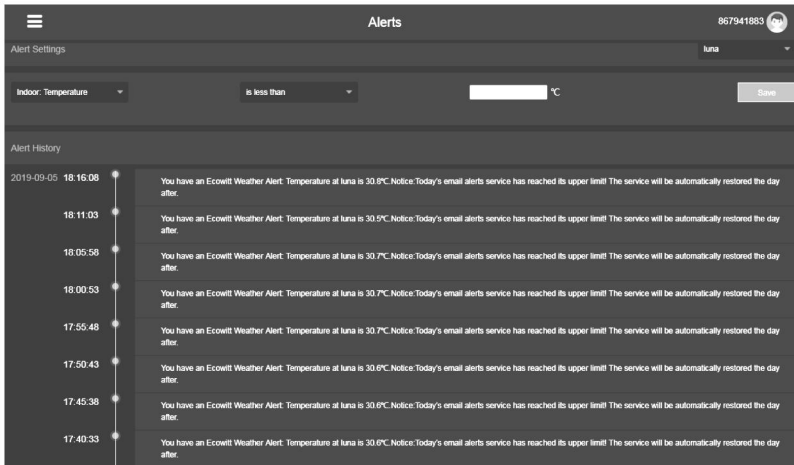 Alerts
867941883
Alert Settings
luna
Indoor: Temperature
is less than
℃
Save
Alert History
2019-09-05 18:16:08
You have an Ecowitt Weather Alert: Temperature at luna is 30.8℃.Notice:Today's email alerts service has reached its upper limit! The service will be automatically restored the day
after.
18:11:03
You have an Ecowitt Weather Alert: Temperature at luna is 30.5℃.Notice:Today's email alerts service has reached its upper limit! The service will be automatically restored the day
after.
18:05:58
You have an Ecowitt Weather Alert: Temperature at luna is 30.7℃.Notice:Today's email alerts service has reached its upper limit! The service will be automatically restored the day
after.
18:00:53
You have an Ecowitt Weather Alert: Temperature at luna is 30.7℃.Notice:Today's email alerts service has reached its upper limit! The service will be automatically restored the day
after.
17:55:48
You have an Ecowitt Weather Alert: Temperature at luna is 30.7℃.Notice:Today's email alerts service has reached its upper limit! The service will be automatically restored the day
after.
17:50:43
You have an Ecowitt Weather Alert: Temperature at luna is 30.6℃.Notice:Today's email alerts service has reached its upper limit! The service will be automatically restored the day
after.
17:45:38
You have an Ecowitt Weather Alert: Temperature at luna is 30.6℃.Notice:Today's email alerts service has reached its upper limit! The service will be automatically restored the day
after.
17:40:33
You have an Ecowitt Weather Alert: Temperature at luna is 30.6℃.Notice:Today's email alerts service has reached its upper limit! The service will be automatically restored the day
after.